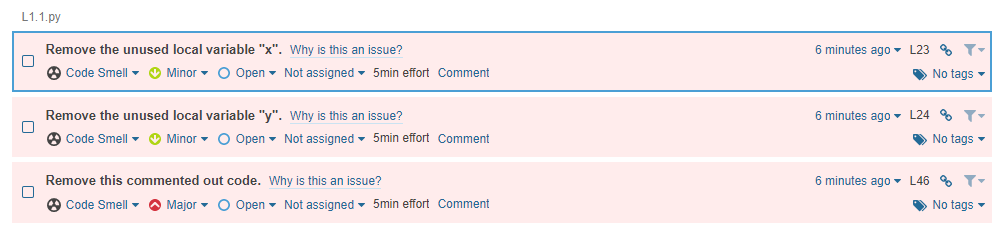 L1.1.py
Remove the unused local variable "x". Why is this an issue? 6 minutes ago L23
Code Smell Minor Open Not assigned 5min effort Comment No tags
Remove the unused local variable "y". Why is this an issue? 6 minutes ago L24
Code Smell Minor Open Not assigned 5min effort Comment No tags
Remove this commented out code. Why is this an issue? 6 minutes ago L46
Code Smell Major Open Not assigned 5min effort Comment No tags